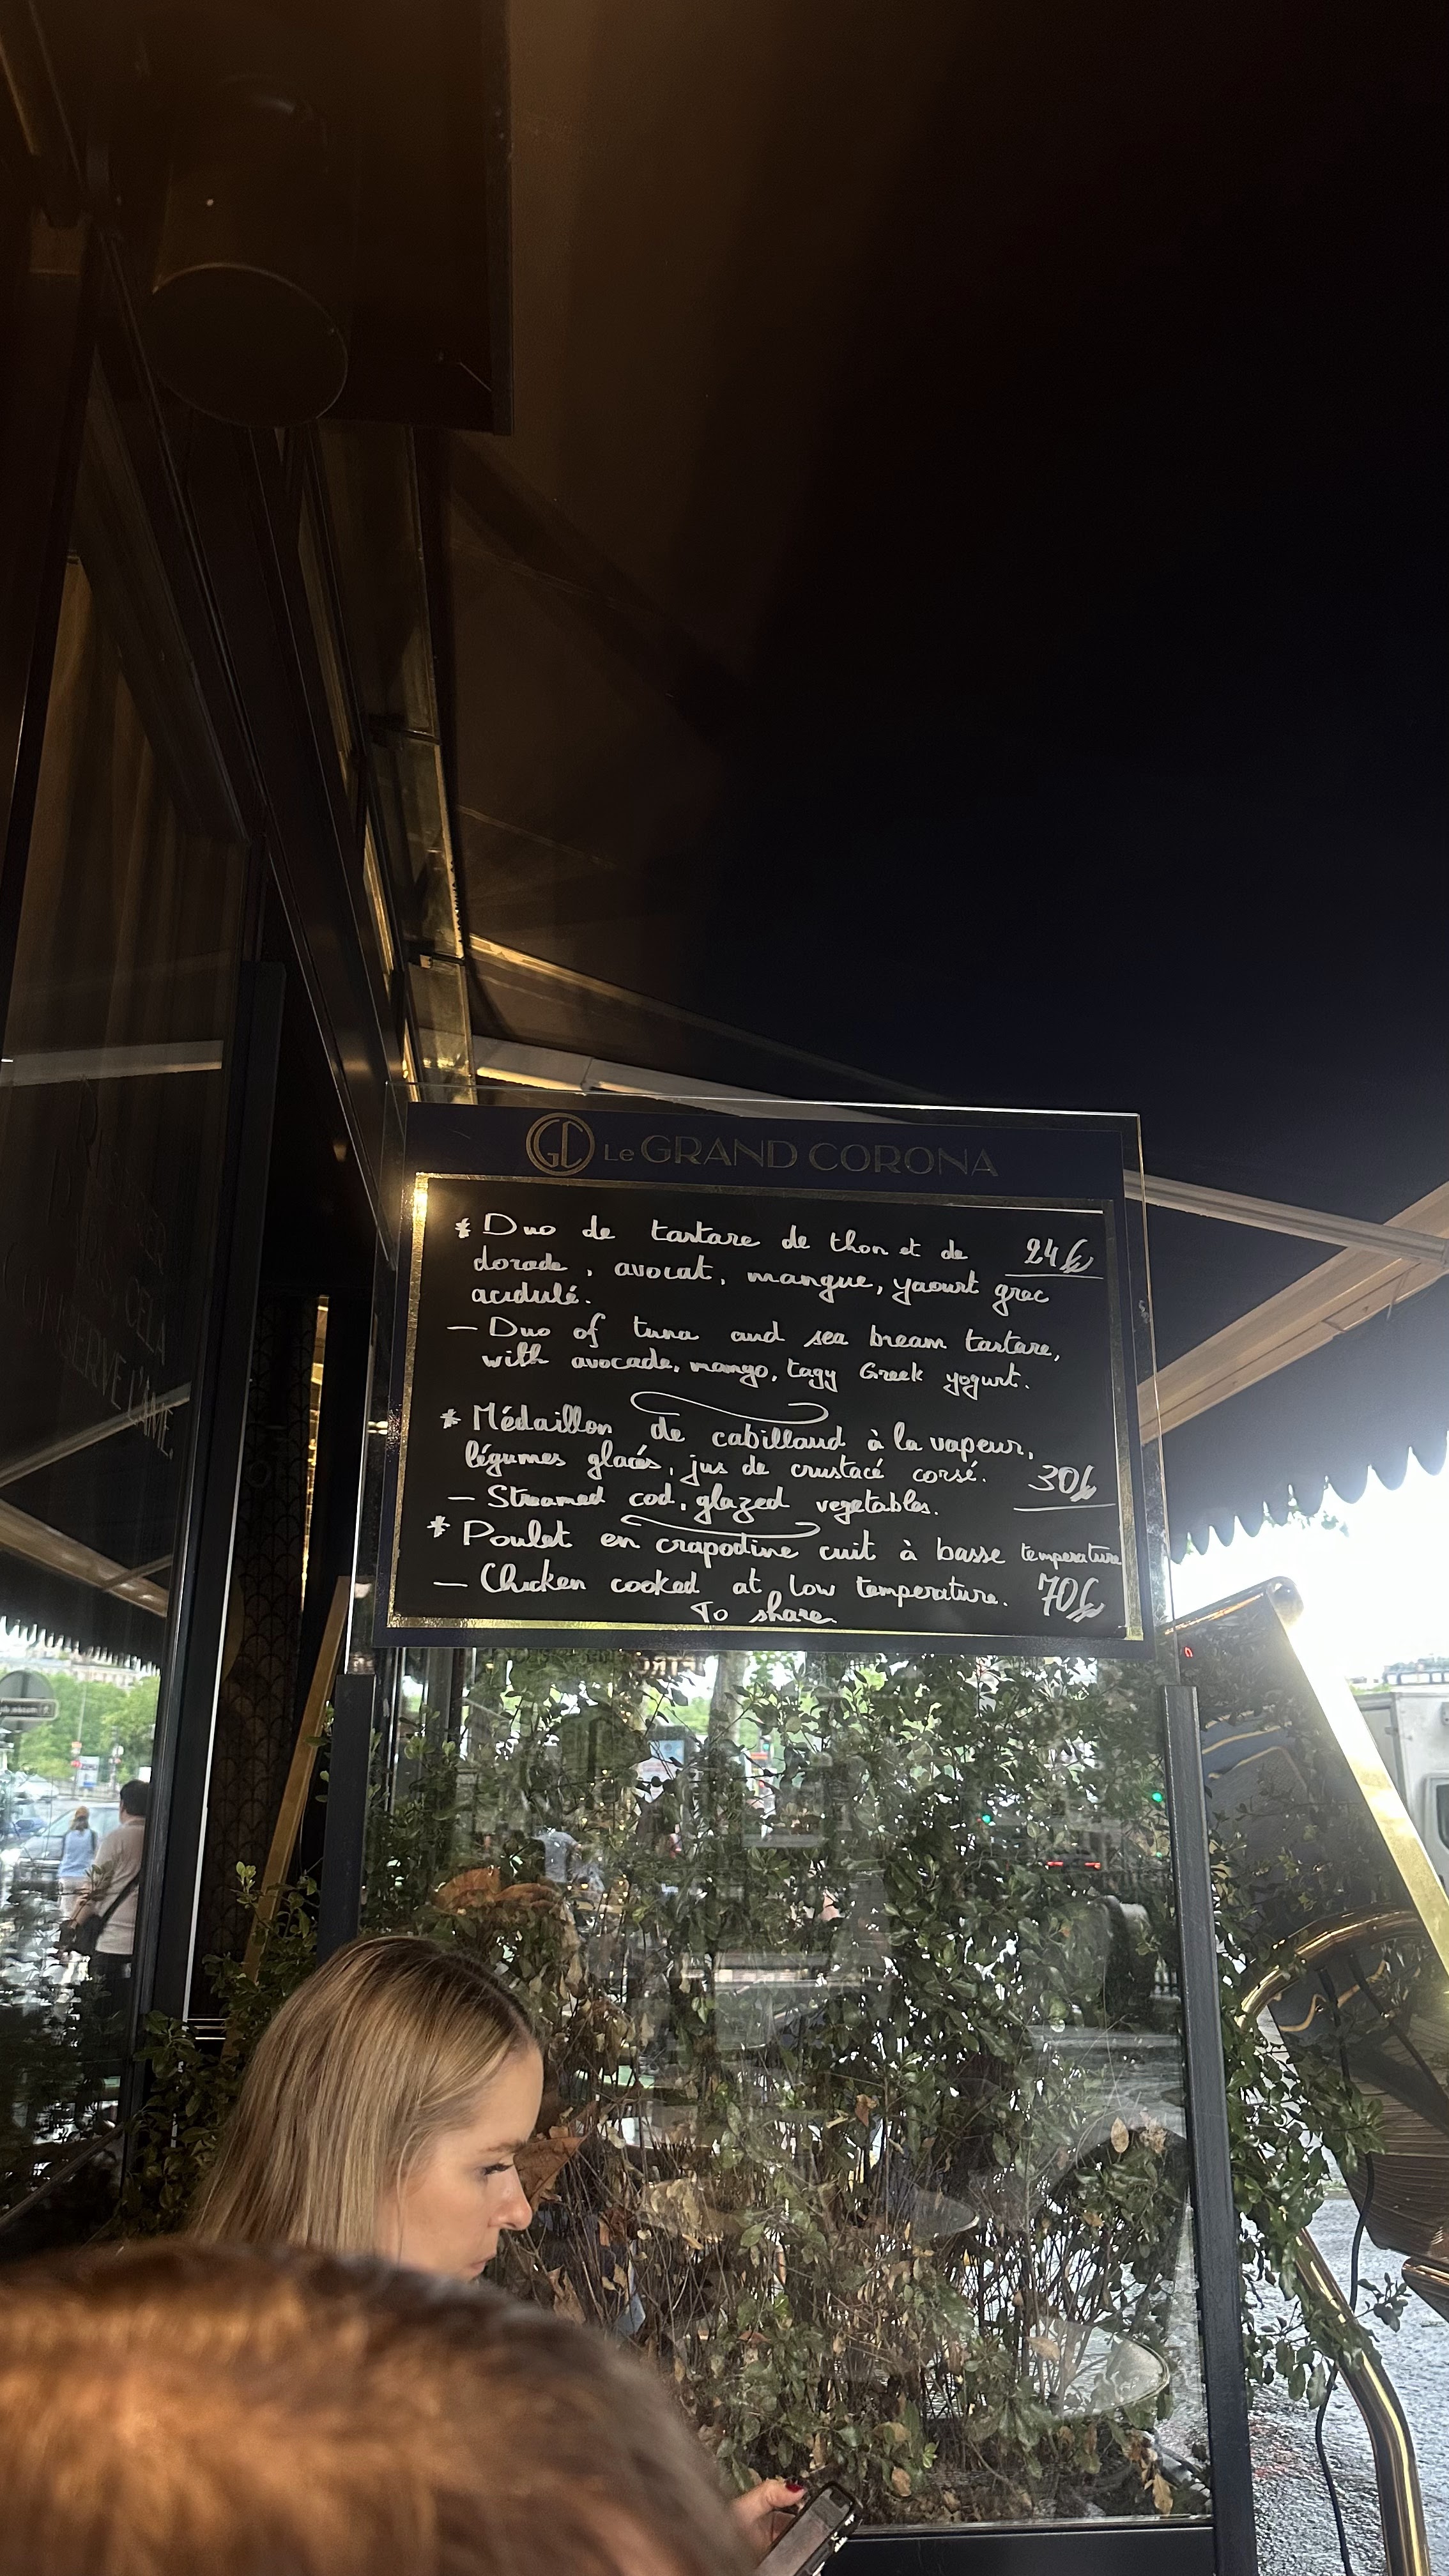 GC Le GRAND CORONA
* Duo de tartare de thon et de 24€
dorade, avocat, mangue, yaourt grec
acidulé.
— Duo of tuna and sea bream tartare,
with avocado, mango, tagy Greek yogurt.
* Médaillon de cabillaud à la vapeur,
légumes glacés, jus de crustacé corsé. 30€
— Steamed cod, glazed vegetables.
* Poulet en crapodine cuit à basse temperature
— Chicken cooked at low temperature. 70€
To share.